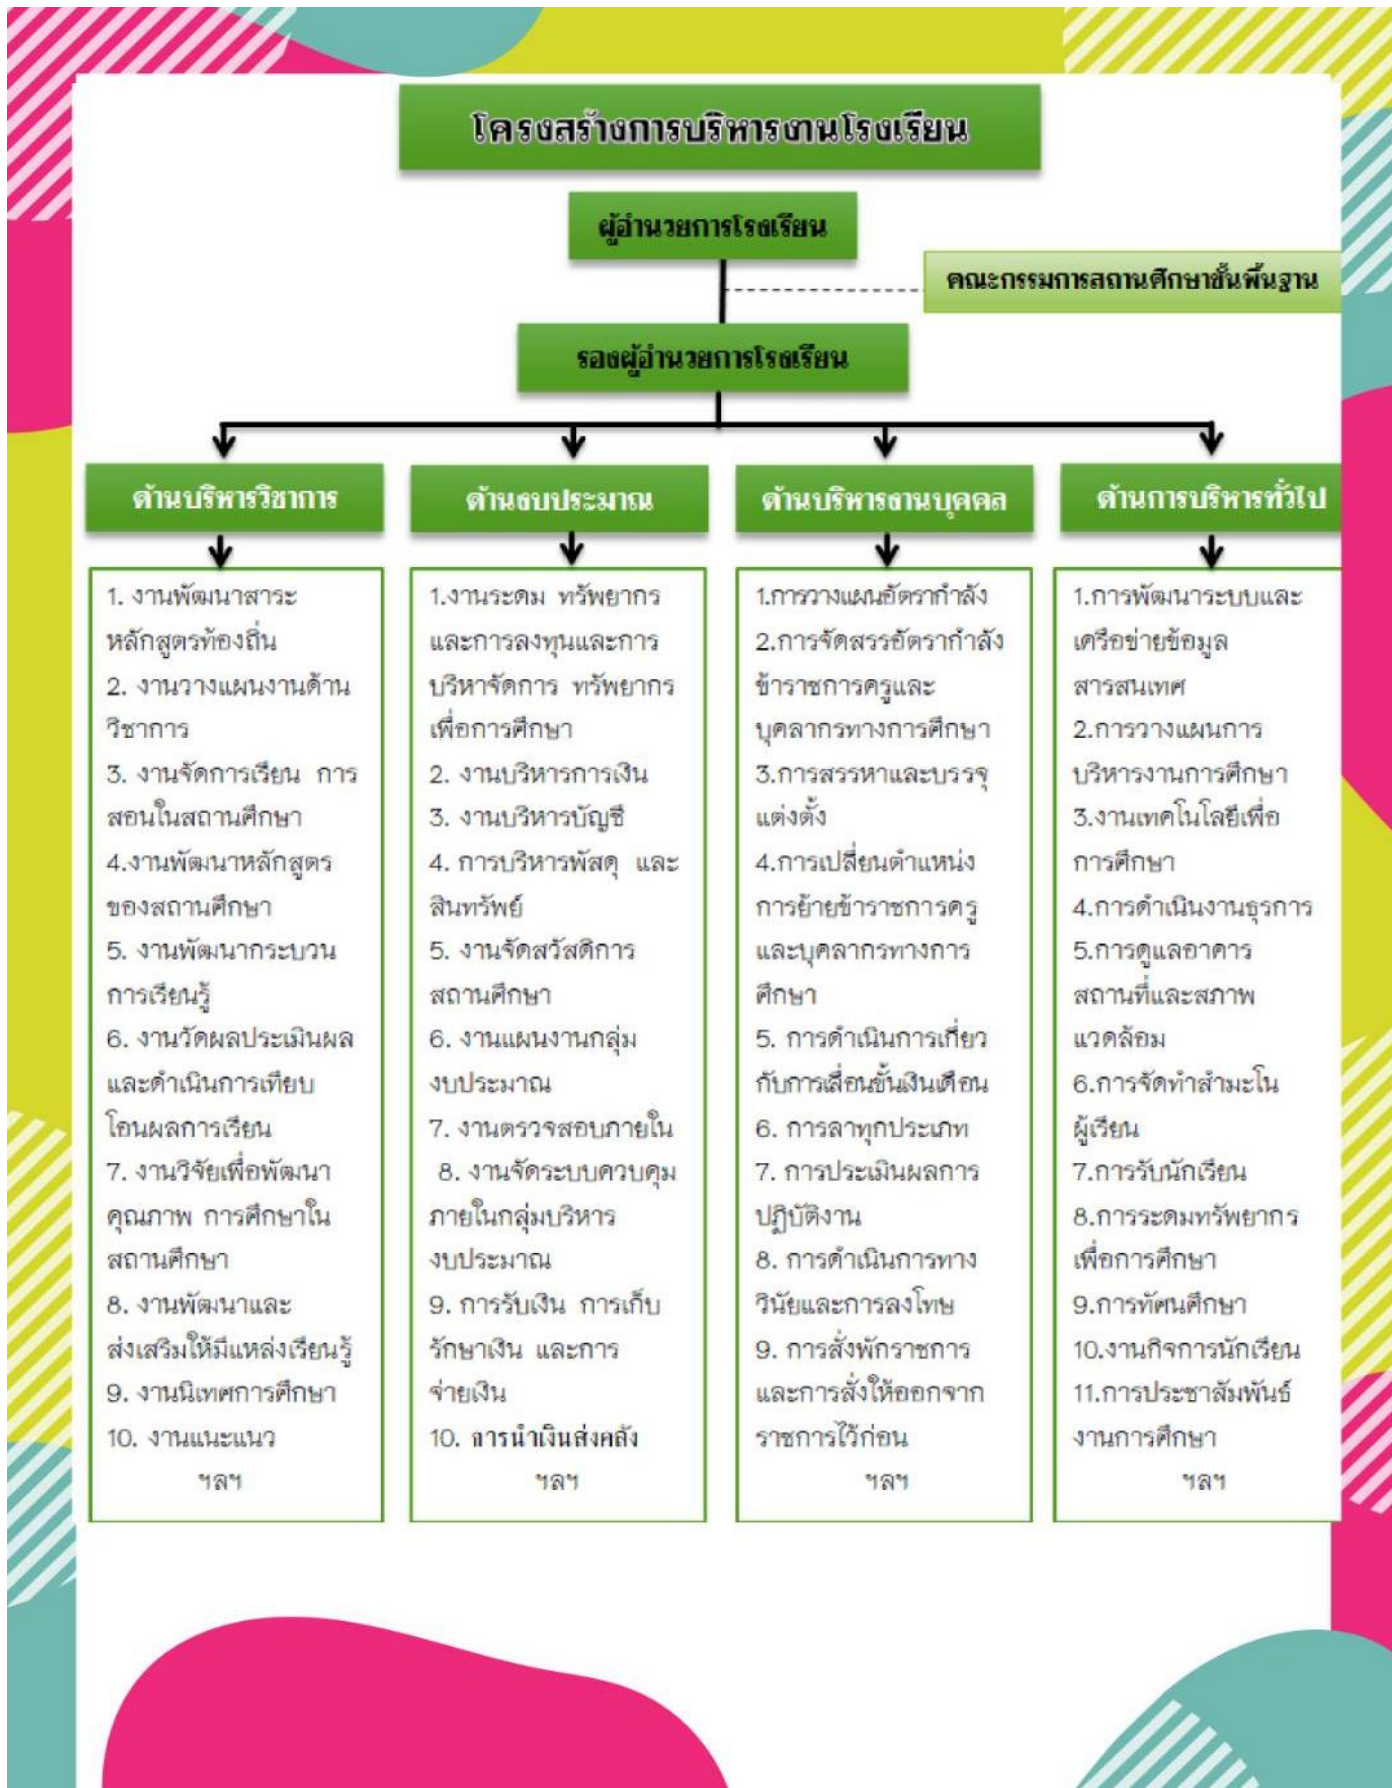 โครงสร้างการบริหารงานโรงเรียน
ผู้อำนวยการโรงเรียน
คณะกรรมการสถานศึกษาขั้นพื้นฐาน
รองผู้อำนวยการโรงเรียน
ด้านบริหารวิชาการ
1. งานพัฒนาสาระ
หลักสูตรท้องถิ่น
2. งานวางแผนงานด้าน
วิชาการ
3. งานจัดการเรียน การ
สอนในสถานศึกษา
4.งานพัฒนาหลักสูตร
ของสถานศึกษา
5. งานพัฒนากระบวน
การเรียนรู้
6. งานวัดผลประเมินผล
และดำเนินการเทียบ
โอนผลการเรียน
7. งานวิจัยเพื่อพัฒนา
คุณภาพ การศึกษาใน
สถานศึกษา
8. งานพัฒนาและ
ส่งเสริมให้มีแหล่งเรียนรู้
9. งานนิเทศการศึกษา
10. งานแนะแนว
ฯลฯ
ด้านงบประมาณ
1.งานระดม ทรัพยากร
และการลงทุนและการ
บริหาจัดการ ทรัพยากร
เพื่อการศึกษา
2. งานบริหารการเงิน
3. งานบริหารบัญชี
4. การบริหารพัสดุ และ
สินทรัพย์
5. งานจัดสวัสดิการ
สถานศึกษา
6. งานแผนงานกลุ่ม
งบประมาณ
7. งานตรวจสอบภายใน
8. งานจัดระบบควบคุม
ภายในกลุ่มบริหาร
งบประมาณ
9. การรับเงิน การเก็บ
รักษาเงิน และการ
จ่ายเงิน
10. การนำเงินส่งคลัง
ฯลฯ
ด้านบริหารงานบุคคล
1.การวางแผนอัตรากำลัง
2.การจัดสรรอัตรากำลัง
ข้าราชการครูและ
บุคลากรทางการศึกษา
3.การสรรหาและบรรจุ
แต่งตั้ง
4.การเปลี่ยนตำแหน่ง
การย้ายข้าราชการครู
และบุคลากรทางการ
ศึกษา
5. การดำเนินการเกี่ยว
กับการเลื่อนขั้นเงินเดือน
6. การลาทุกประเภท
7. การประเมินผลการ
ปฏิบัติงาน
8. การดำเนินการทาง
วินัยและการลงโทษ
9. การสั่งพักราชการ
และการสั่งให้ออกจาก
ราชการไว้ก่อน
ฯลฯ
ด้านการบริหารทั่วไป
1.การพัฒนาระบบและ
เครือข่ายข้อมูล
สารสนเทศ
2.การวางแผนการ
บริหารงานการศึกษา
3.งานเทคโนโลยีเพื่อ
การศึกษา
4.การดำเนินงานธุรการ
5.การดูแลอาคาร
สถานที่และสภาพ
แวดล้อม
6.การจัดทำสำมะโน
ผู้เรียน
7.การรับนักเรียน
8.การระดมทรัพยากร
เพื่อการศึกษา
9.การทัศนศึกษา
10.งานกิจการนักเรียน
11.การประชาสัมพันธ์
งานการศึกษา
ฯลฯ